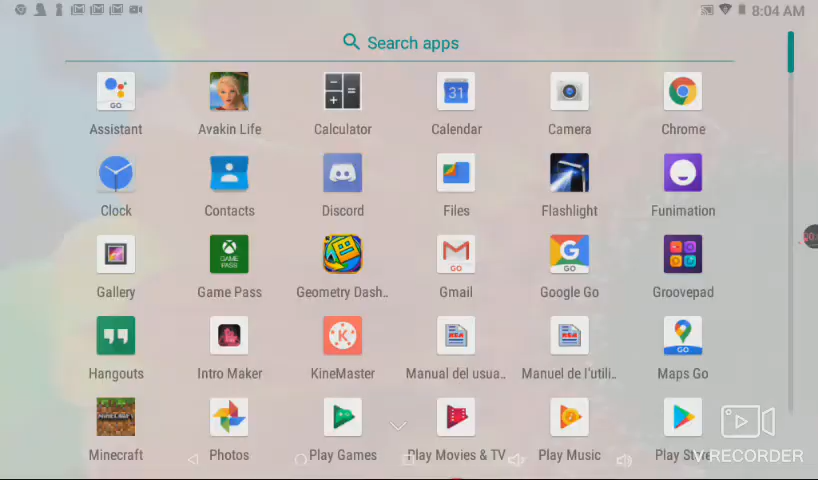 8:04 AM
Search apps
Assistant Avakin Life Calculator Calendar Camera Chrome
Clock Contacts Discord Files Flashlight Funimation
Gallery Game Pass Geometry Dash.. Gmail Google Go Groovepad
Hangouts Intro Maker KineMaster Manual del usua.. Manuel de l'utili.. Maps Go
Minecraft Photos Play Games Play Movies & TV Play Music Play Store
V RECORDER